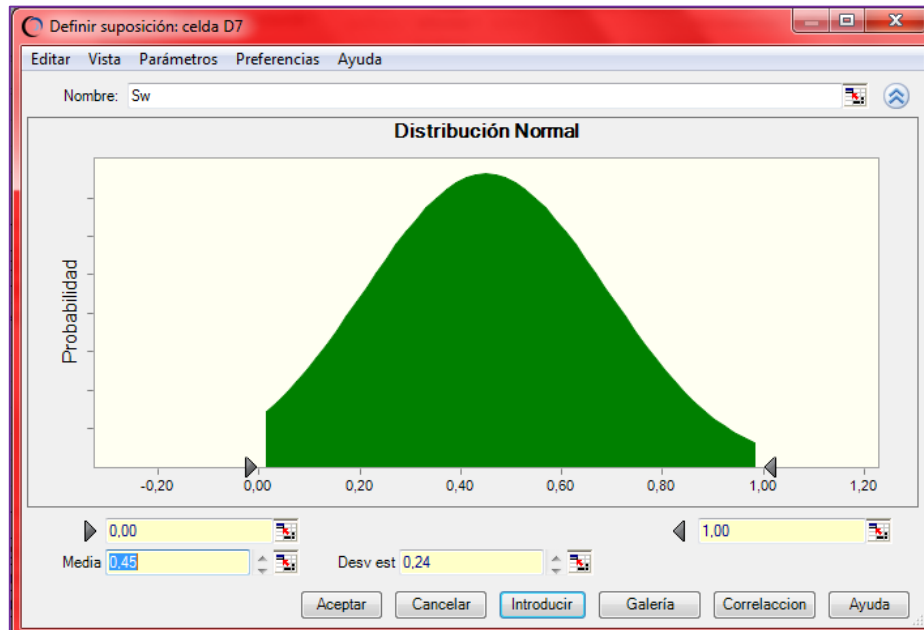 Definir suposición: celda D7
Editar Vista Parámetros Preferencias Ayuda
Nombre: Sw
Distribución Normal
Probabilidad
-0,20 0,00 0,20 0,40 0,60 0,80 1,00 1,20
0,00 1,00
Media 0,45 Desv est 0,24
Aceptar Cancelar Introducir Galería Correlaccion Ayuda